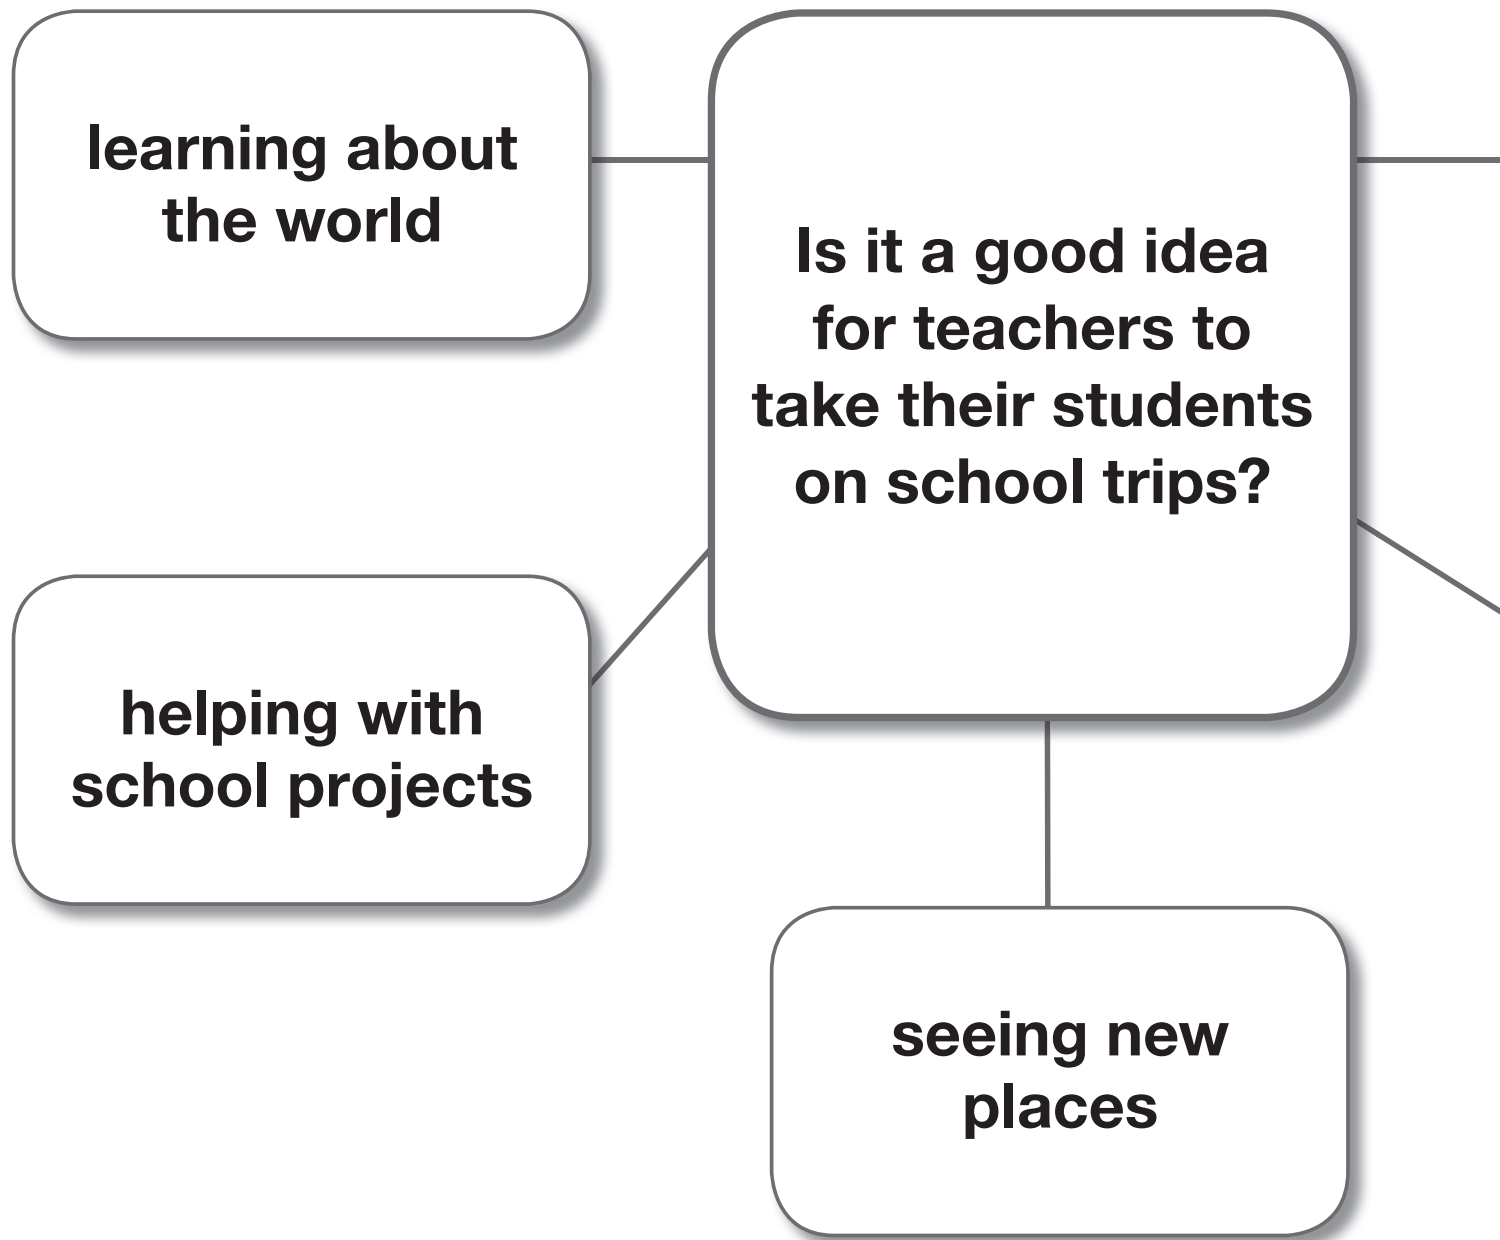 learning about
the world
Is it a good idea
for teachers to
take their students
on school trips?
helping with
school projects
seeing new
places